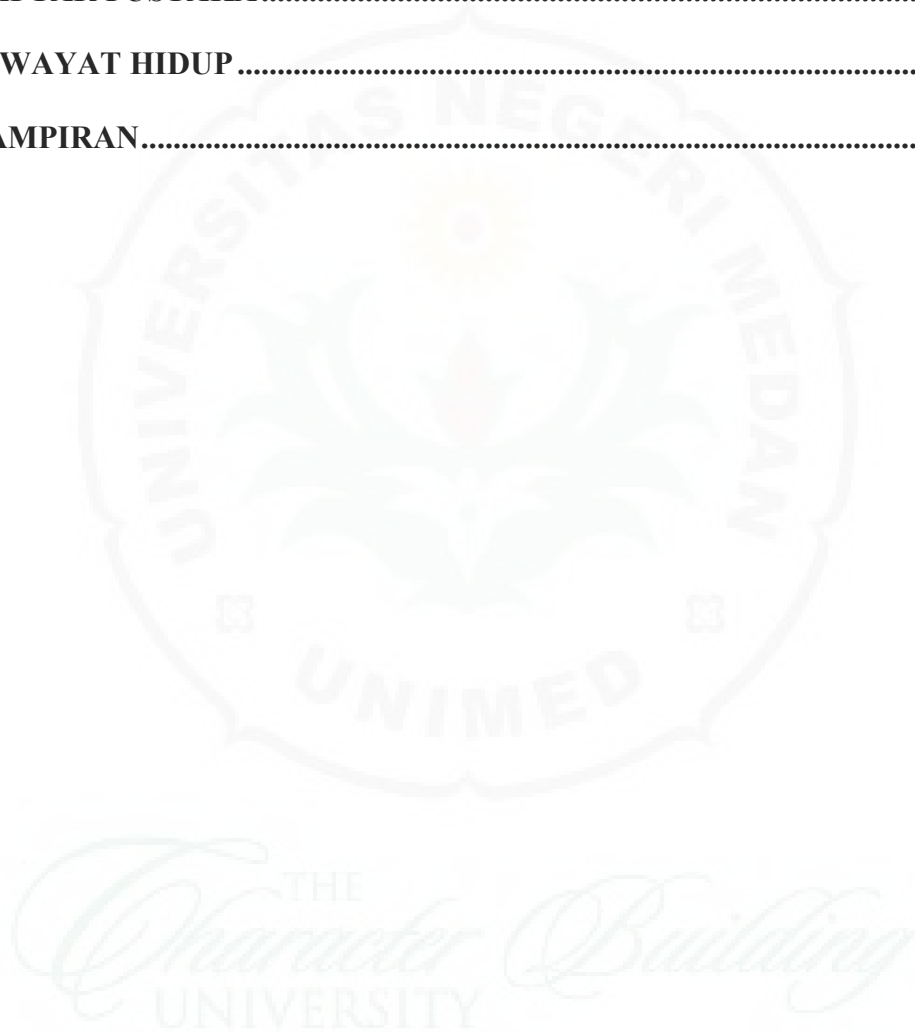 WAYAT HIDUP
AMPIRAN
UNIVERSITAS NEGERI MEDAN
UNIMED
THE
Character Building
UNIVERSITY